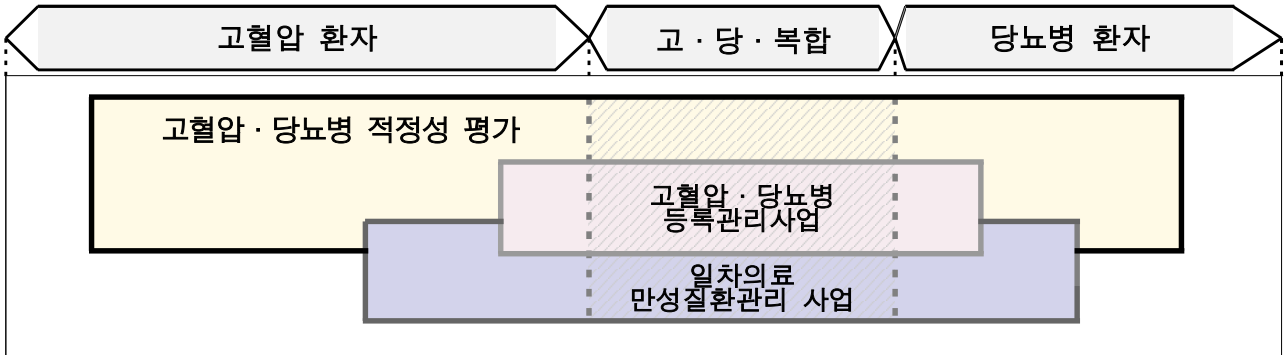 고혈압 환자
고 · 당 · 복합
당뇨병 환자
고혈압 · 당뇨병 적정성 평가
고혈압 · 당뇨병
등록관리사업
일차의료
만성질환관리 사업